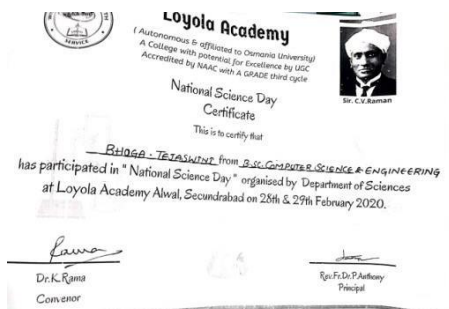 SERVICE
Loyola Academy
( Autonomous & affiliated to Osmania University)
A College with potential for Excellence by UGC
Accredited by NAAC with A GRADE third cycle
Sir. C.V.Raman
National Science Day
Certificate
This is to certify that
BHOGA. TEJASWINI from B.SC.COMPUTER SCIENCE & ENGINEERING
has participated in " National Science Day " organised by Department of Sciences
at Loyola Academy Alwal, Secundrabad on 28th & 29th February 2020.
Rama
Dr.K.Rama
Convenor
Rev.Fr.Dr.P.Anthony
Principal